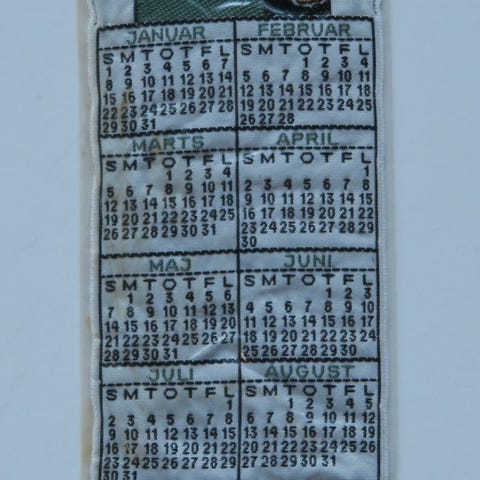 JANUAR
S M T O T F L
1 2 3 4 5 6 7
8 9 10 11 12 13 14
15 16 17 18 19 20 21
22 23 24 25 26 27 28
29 30 31
FEBRUAR
S M T O T F L
1 2 3 4
5 6 7 8 9 10 11
12 13 14 15 16 17 18
19 20 21 22 23 24 25
26 27 28
MARTS
S M T O T F L
1 2 3 4
5 6 7 8 9 10 11
12 13 14 15 16 17 18
19 20 21 22 23 24 25
26 27 28 29 30 31
APRIL
S M T O T F L
1
2 3 4 5 6 7 8
9 10 11 12 13 14 15
16 17 18 19 20 21 22
23 24 25 26 27 28 29
30
MAJ
S M T O T F L
1 2 3 4 5 6
7 8 9 10 11 12 13
14 15 16 17 18 19 20
21 22 23 24 25 26 27
28 29 30 31
JUNI
S M T O T F L
1 2 3
4 5 6 7 8 9 10
11 12 13 14 15 16 17
18 19 20 21 22 23 24
25 26 27 28 29 30
JULI
S M T O T F L
1
2 3 4 5 6 7 8
9 10 11 12 13 14 15
16 17 18 19 20 21 22
23 24 25 26 27 28 29
30 31
AUGUST
S M T O T F L
1 2 3 4 5
6 7 8 9 10 11 12
13 14 15 16 17 18 19
20 21 22 23 24 25 26
27 28 29 30 31